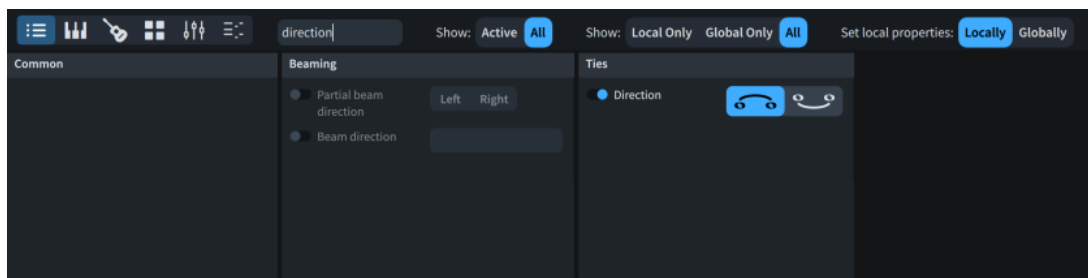 direction
Show: Active All
Show: Local Only Global Only All
Set local properties: Locally Globally
Common
Beaming
Partial beam
direction
Left Right
Beam direction
Ties
Direction